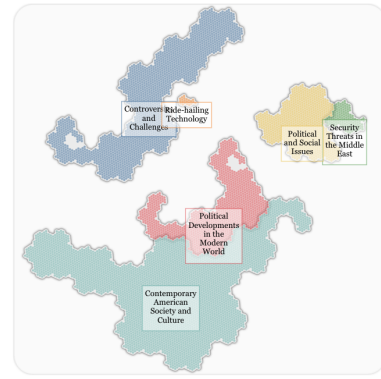 Controversies
and
Challenges
Ride-hailing
Technology
Political
and Social
Issues
Security
Threats in
the Middle
East
Political
Developments
in the
Modern
World
Contemporary
American
Society and
Culture